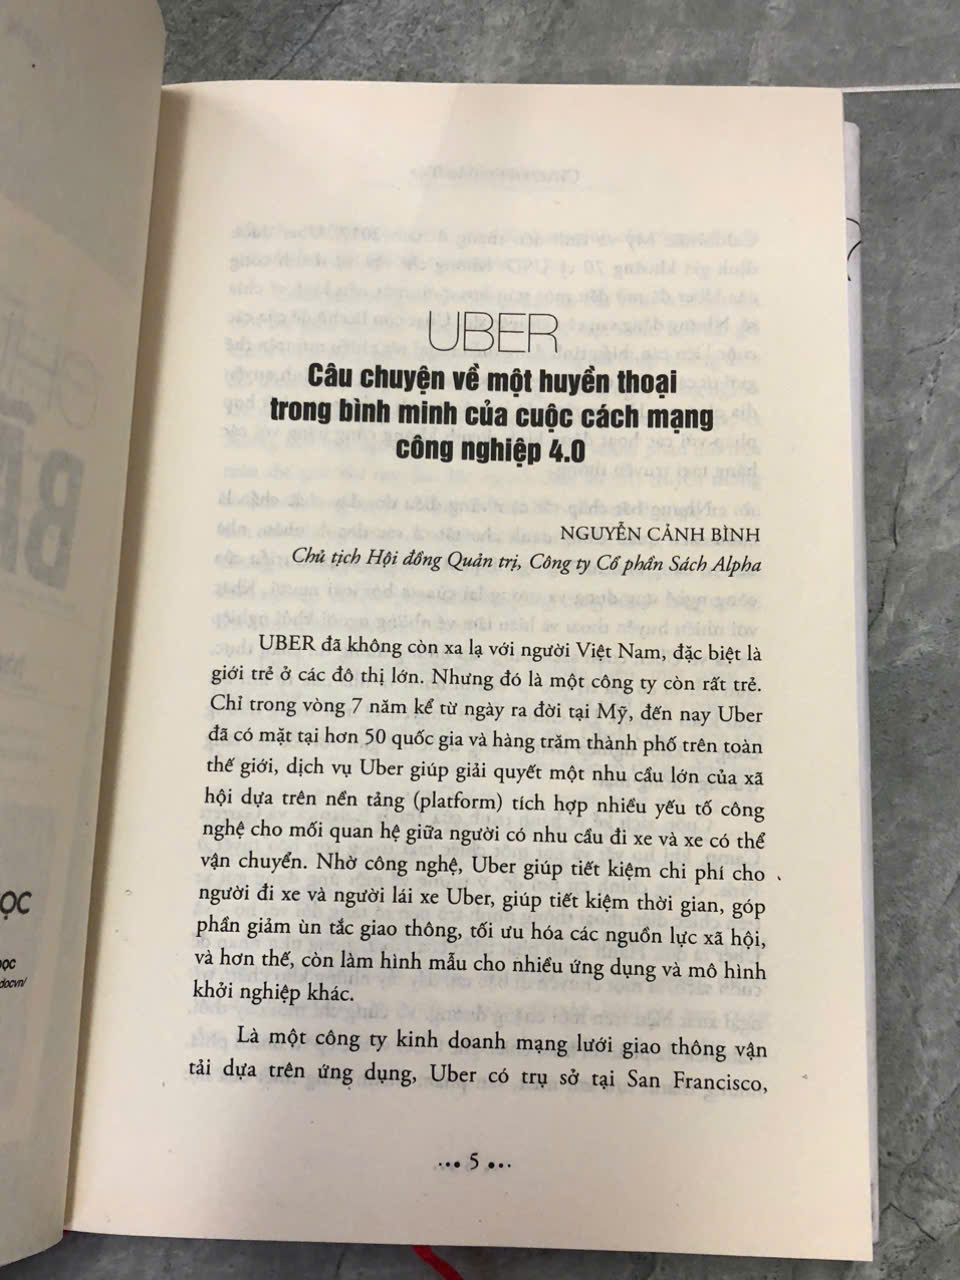 UBER
Câu chuyện về một huyền thoại
trong bình minh của cuộc cách mạng
công nghiệp 4.0
NGUYỄN CẢNH BÌNH
Chủ tịch Hội đồng Quản trị, Công ty Cổ phần Sách Alpha
UBER đã không còn xa lạ với người Việt Nam, đặc biệt là
giới trẻ ở các đô thị lớn. Nhưng đó là một công ty còn rất trẻ.
Chỉ trong vòng 7 năm kể từ ngày ra đời tại Mỹ, đến nay Uber
đã có mặt tại hơn 50 quốc gia và hàng trăm thành phố trên toàn
thế giới, dịch vụ Uber giúp giải quyết một nhu cầu lớn của xã
hội dựa trên nền tảng (platform) tích hợp nhiều yếu tố công
nghệ cho mối quan hệ giữa người có nhu cầu đi xe và xe có thể
vận chuyển. Nhờ công nghệ, Uber giúp tiết kiệm chi phí cho
người đi xe và người lái xe Uber, giúp tiết kiệm thời gian, góp
phần giảm ùn tắc giao thông, tối ưu hóa các nguồn lực xã hội,
và hơn thế, còn làm hình mẫu cho nhiều ứng dụng và mô hình
khởi nghiệp khác.
Là một công ty kinh doanh mạng lưới giao thông vận
tải dựa trên ứng dụng, Uber có trụ sở tại San Francisco,
••• 5 •••